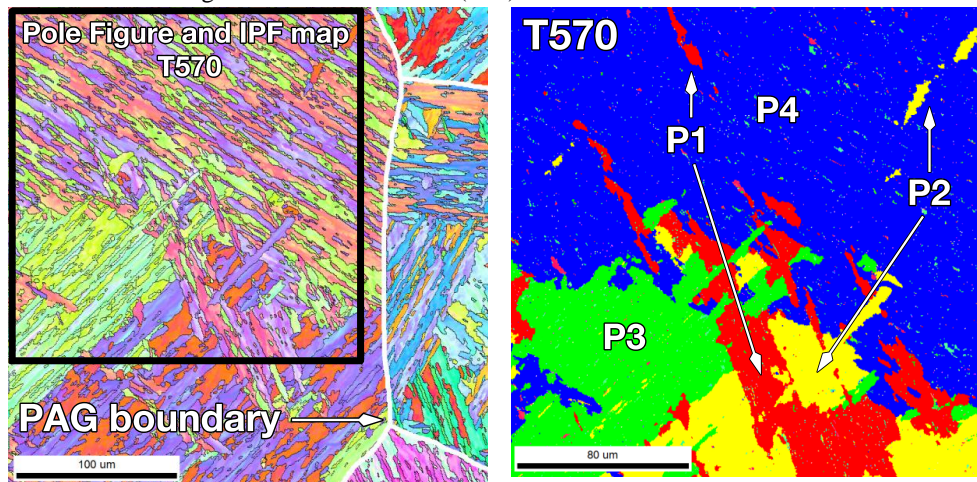 Pole Figure and IPF map
T570
PAG boundary
100 um
T570
P1
P4
P2
P3
80 um